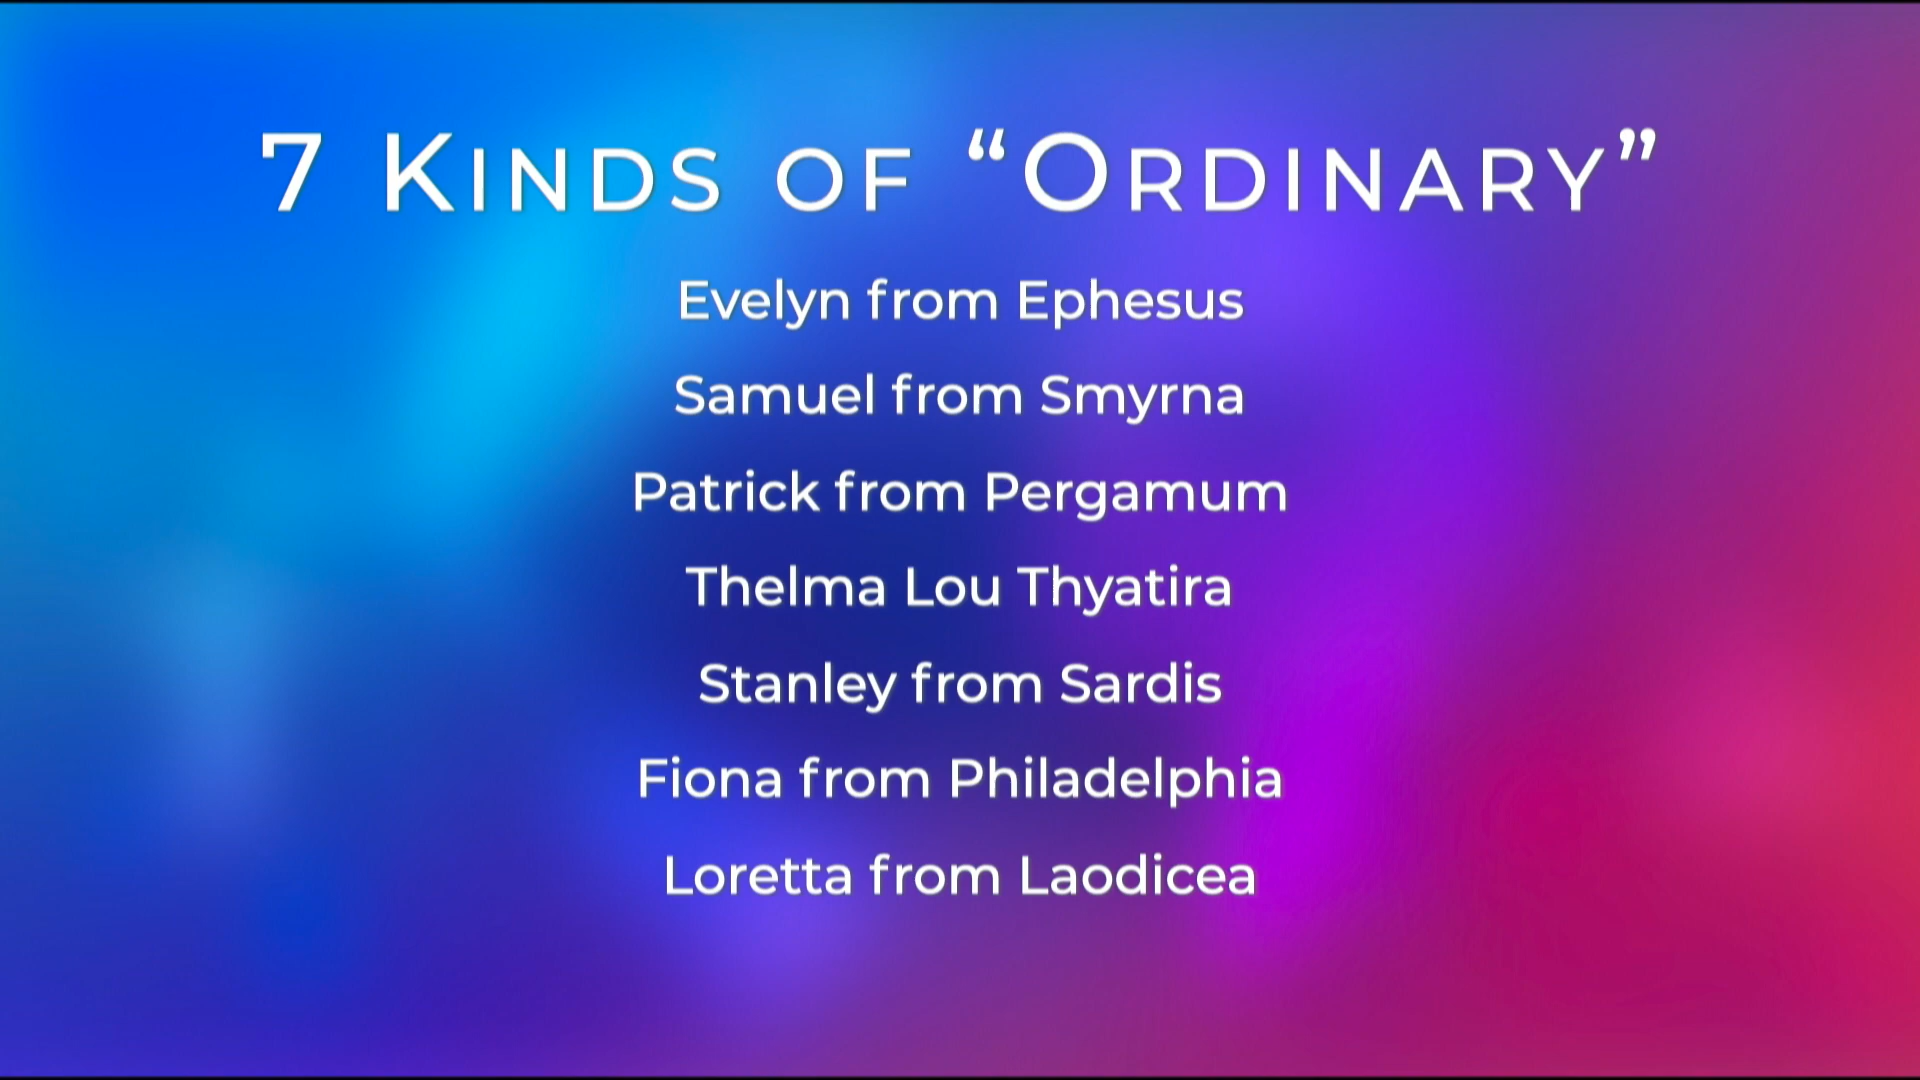 7 Kinds of “Ordinary”
Evelyn from Ephesus
Samuel from Smyrna
Patrick from Pergamum
Thelma Lou Thyatira
Stanley from Sardis
Fiona from Philadelphia
Loretta from Laodicea